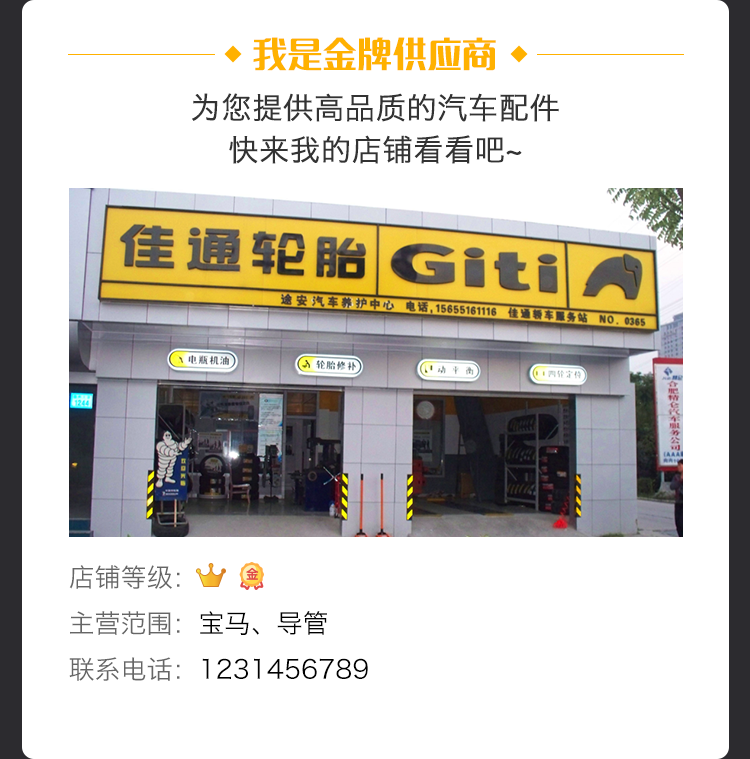 我是金牌供应商
为您提供高品质的汽车配件
快来我的店铺看看吧~
佳通轮胎 Giti
途安汽车养护中心 电话,15655161116 佳通轿车服务站 NO. 0365
电瓶机油
轮胎修补
动平衡
四轮定位
合肥精仑汽车服务公司
店铺等级： 金
主营范围： 宝马、导管
联系电话： 1231456789